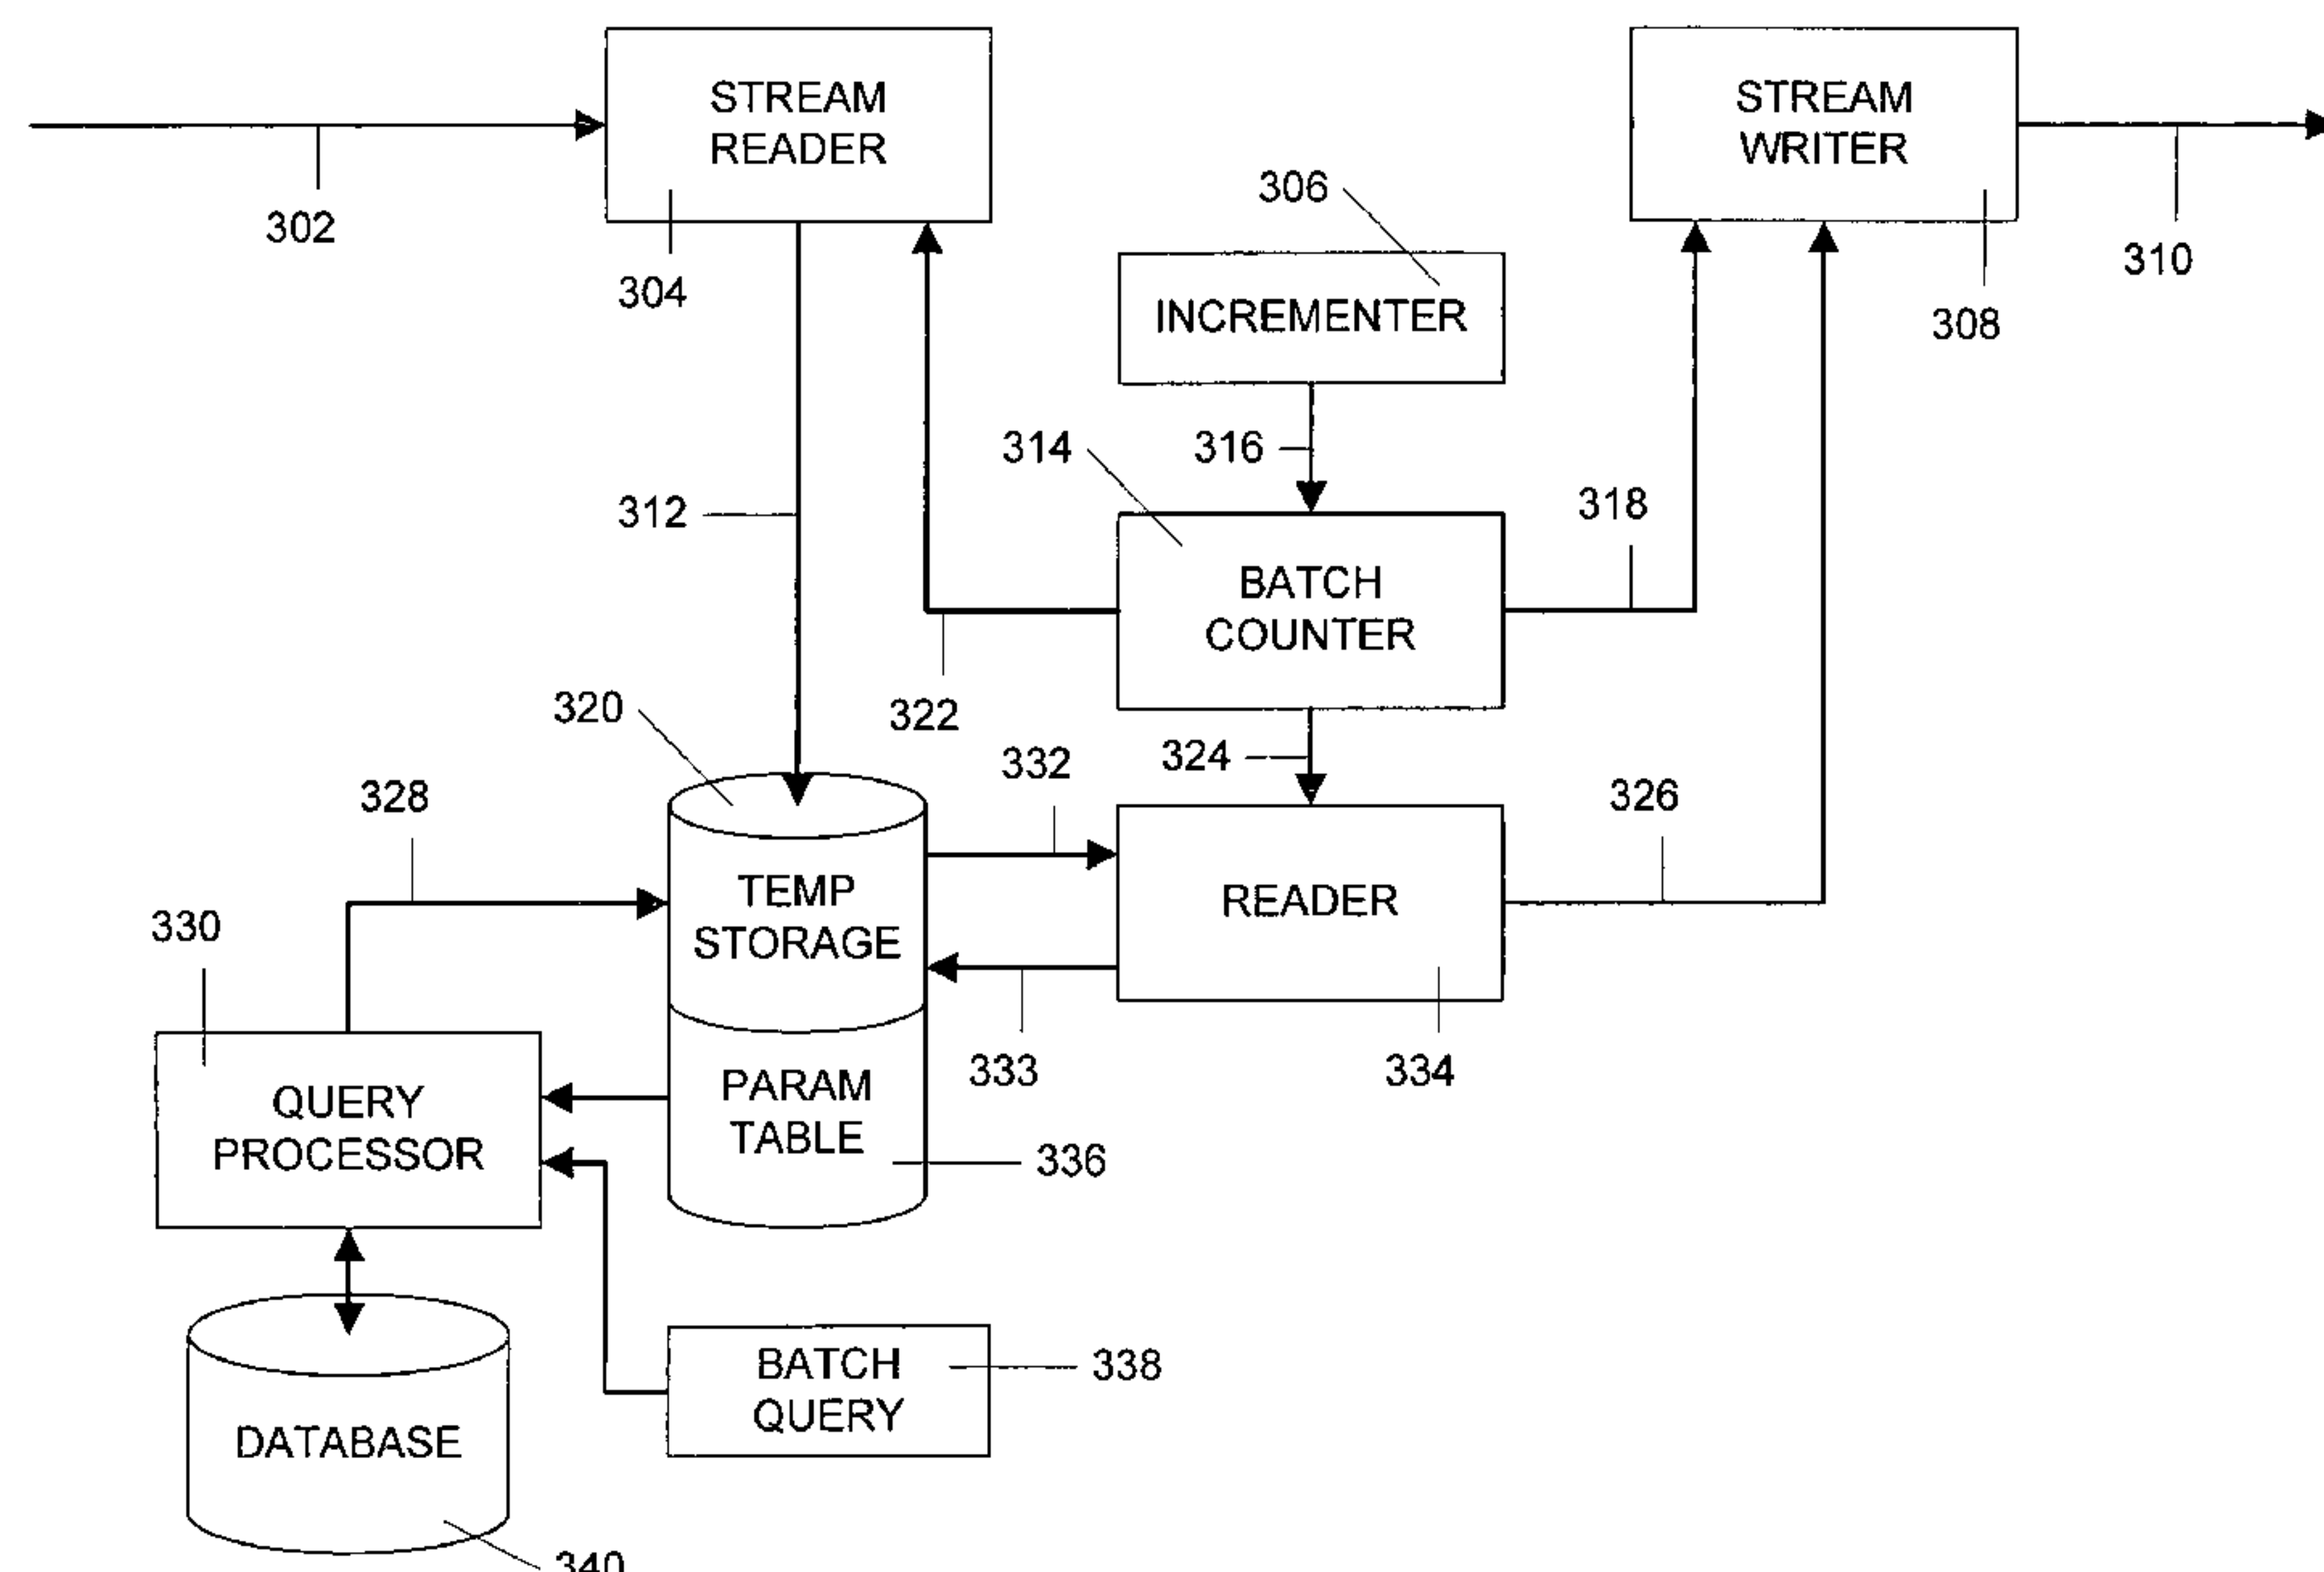 STREAM
READER
STREAM
WRITER
306
302
310
304
INCREMENTER
308
314
316
318
312
BATCH
COUNTER
320
322
324
332
328
326
TEMP
STORAGE
READER
330
333
334
QUERY
PROCESSOR
PARAM
TABLE
336
BATCH
QUERY
338
DATABASE
340